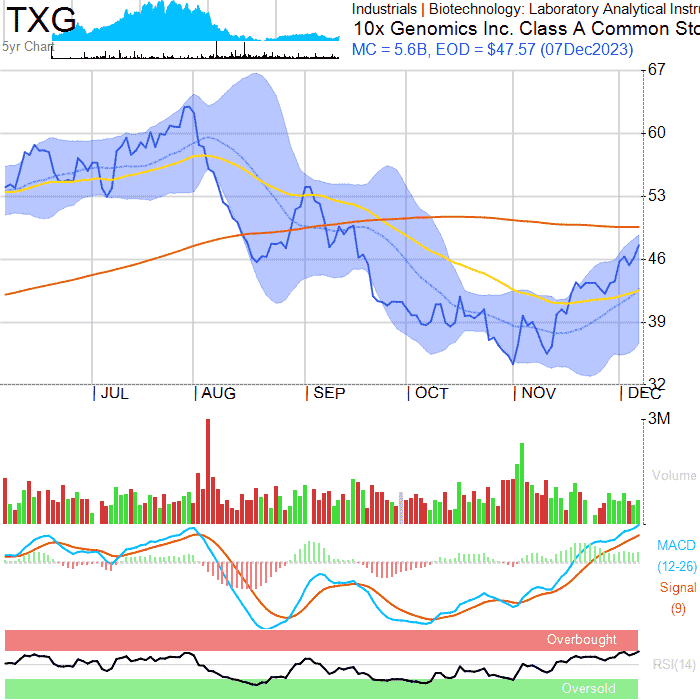 TXG
5yr Chart
Industrials | Biotechnology: Laboratory Analytical Instru
10x Genomics Inc. Class A Common Sto
MC = 5.6B, EOD = $47.57 (07Dec2023)
67
60
53
46
39
32
JUL AUG SEP OCT NOV DEC
3M
Volume
MACD
(12-26)
Signal
(9)
Overbought
RSI(14)
Oversold